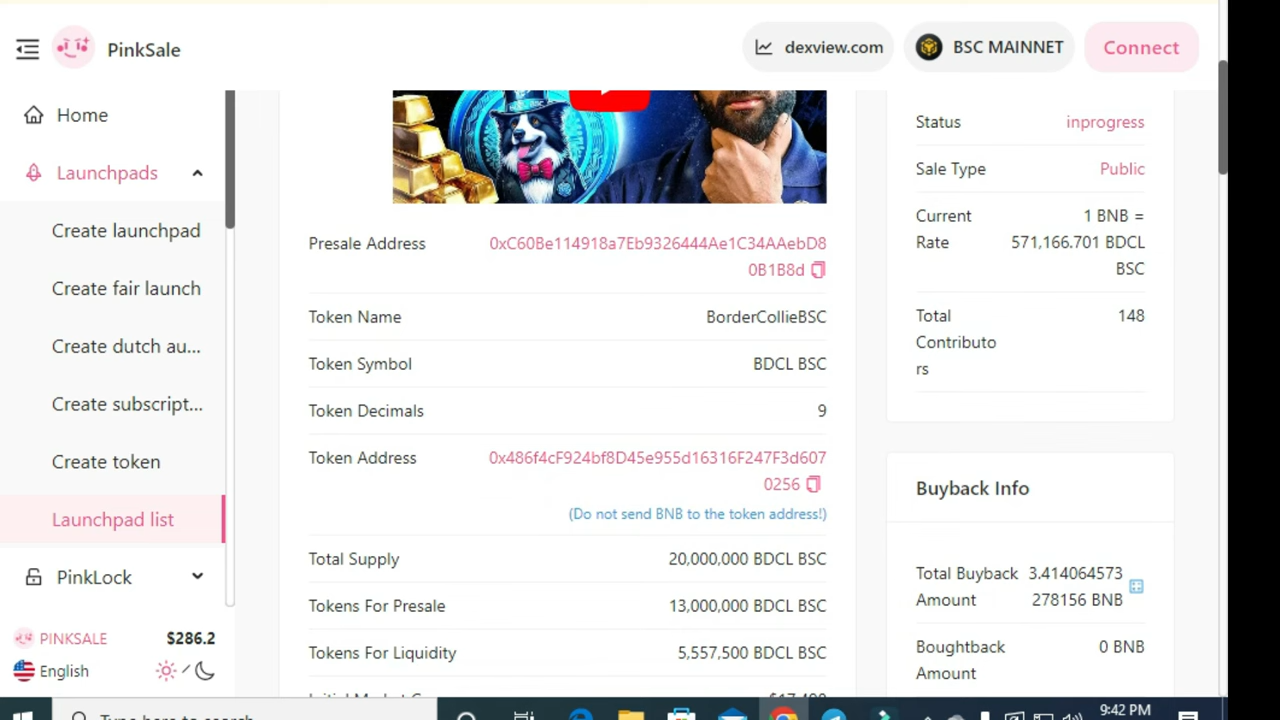 PinkSale
dexview.com
BSC MAINNET
Connect
Home
Launchpads
Create launchpad
Create fair launch
Create dutch au...
Create subscript...
Create token
Launchpad list
PinkLock
PINKSALE $286.2
English
Presale Address 0xC60Be114918a7Eb9326444Ae1C34AAebD8
0B1B8d
Token Name BorderCollieBSC
Token Symbol BDCL BSC
Token Decimals 9
Token Address 0x486f4cF924bf8D45e955d16316F247F3d607
0256
(Do not send BNB to the token address!)
Total Supply 20,000,000 BDCL BSC
Tokens For Presale 13,000,000 BDCL BSC
Tokens For Liquidity 5,557,500 BDCL BSC
Status inprogress
Sale Type Public
Current 1 BNB =
Rate 571,166.701 BDCL
BSC
Total 148
Contributo
rs
Buyback Info
Total Buyback 3.414064573
Amount 278156 BNB
Boughtback 0 BNB
Amount
Type here to search
9:42 PM